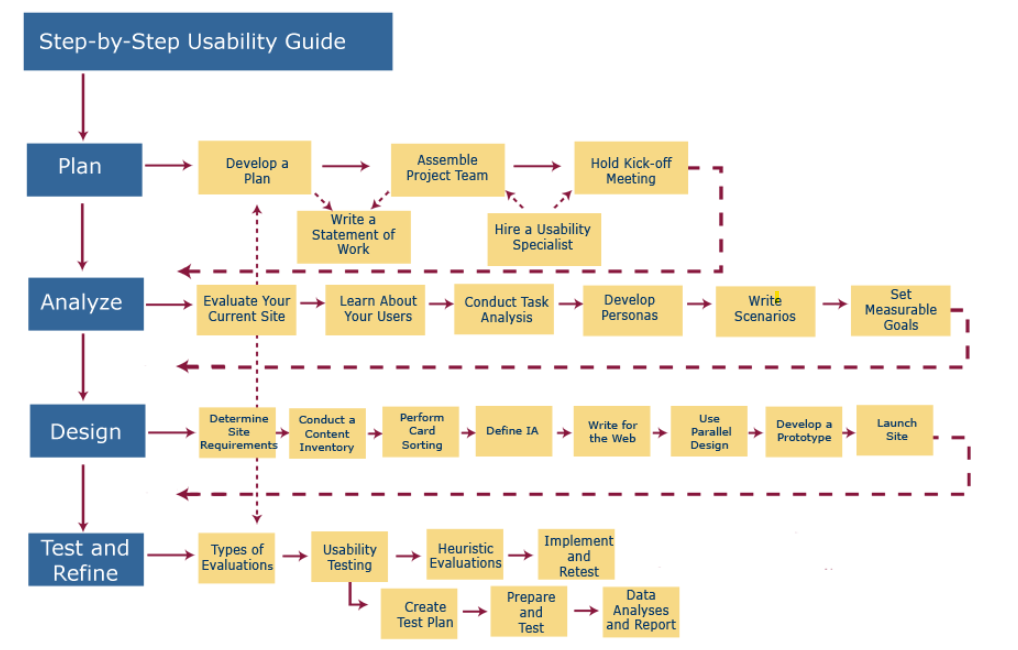 Step-by-Step Usability Guide
Plan
Develop a
Plan
Assemble
Project Team
Hold Kick-off
Meeting
Write a
Statement of
Work
Hire a Usability
Specialist
Analyze
Evaluate Your
Current Site
Learn About
Your Users
Conduct Task
Analysis
Develop
Personas
Write
Scenarios
Set
Measurable
Goals
Design
Determine
Site
Requirements
Conduct a
Content
Inventory
Perform
Card
Sorting
Define IA
Write for
the Web
Use
Parallel
Design
Develop a
Prototype
Launch
Site
Test and
Refine
Types of
Evaluations
Usability
Testing
Heuristic
Evaluations
Implement
and
Retest
Create
Test Plan
Prepare
and
Test
Data
Analyses
and Report